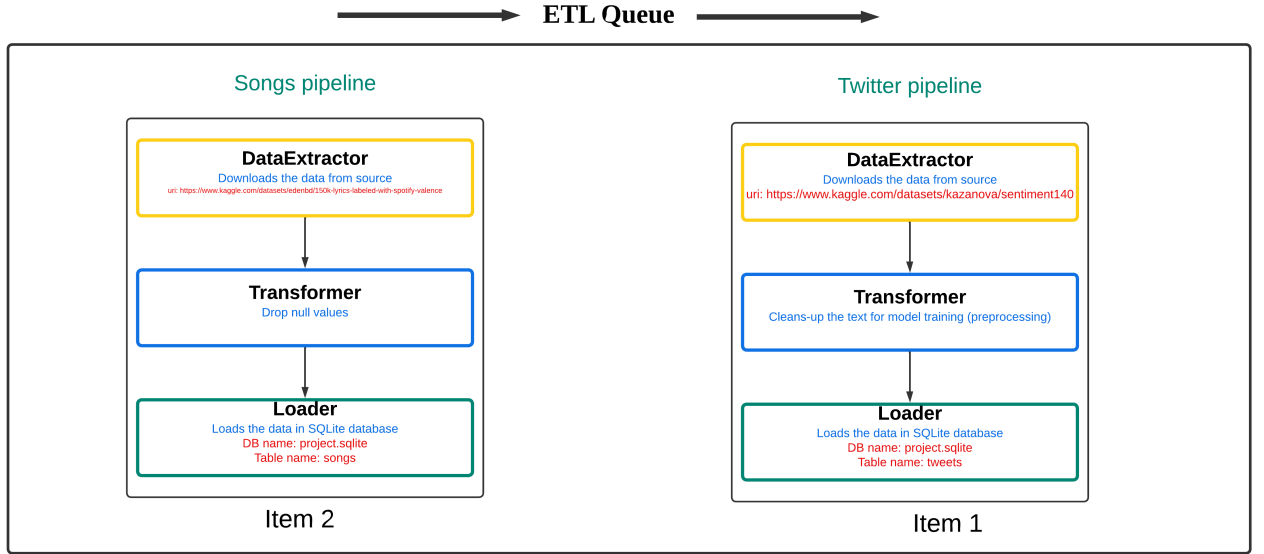 ETL Queue
Songs pipeline
DataExtractor
Downloads the data from source
uri: https://www.kaggle.com/datasets/edenbd/150k-lyrics-labeled-with-spotify-valence
Transformer
Drop null values
Loader
Loads the data in SQLite database
DB name: project.sqlite
Table name: songs
Item 2
Twitter pipeline
DataExtractor
Downloads the data from source
uri: https://www.kaggle.com/datasets/kazanova/sentiment140
Transformer
Cleans-up the text for model training (preprocessing)
Loader
Loads the data in SQLite database
DB name: project.sqlite
Table name: tweets
Item 1